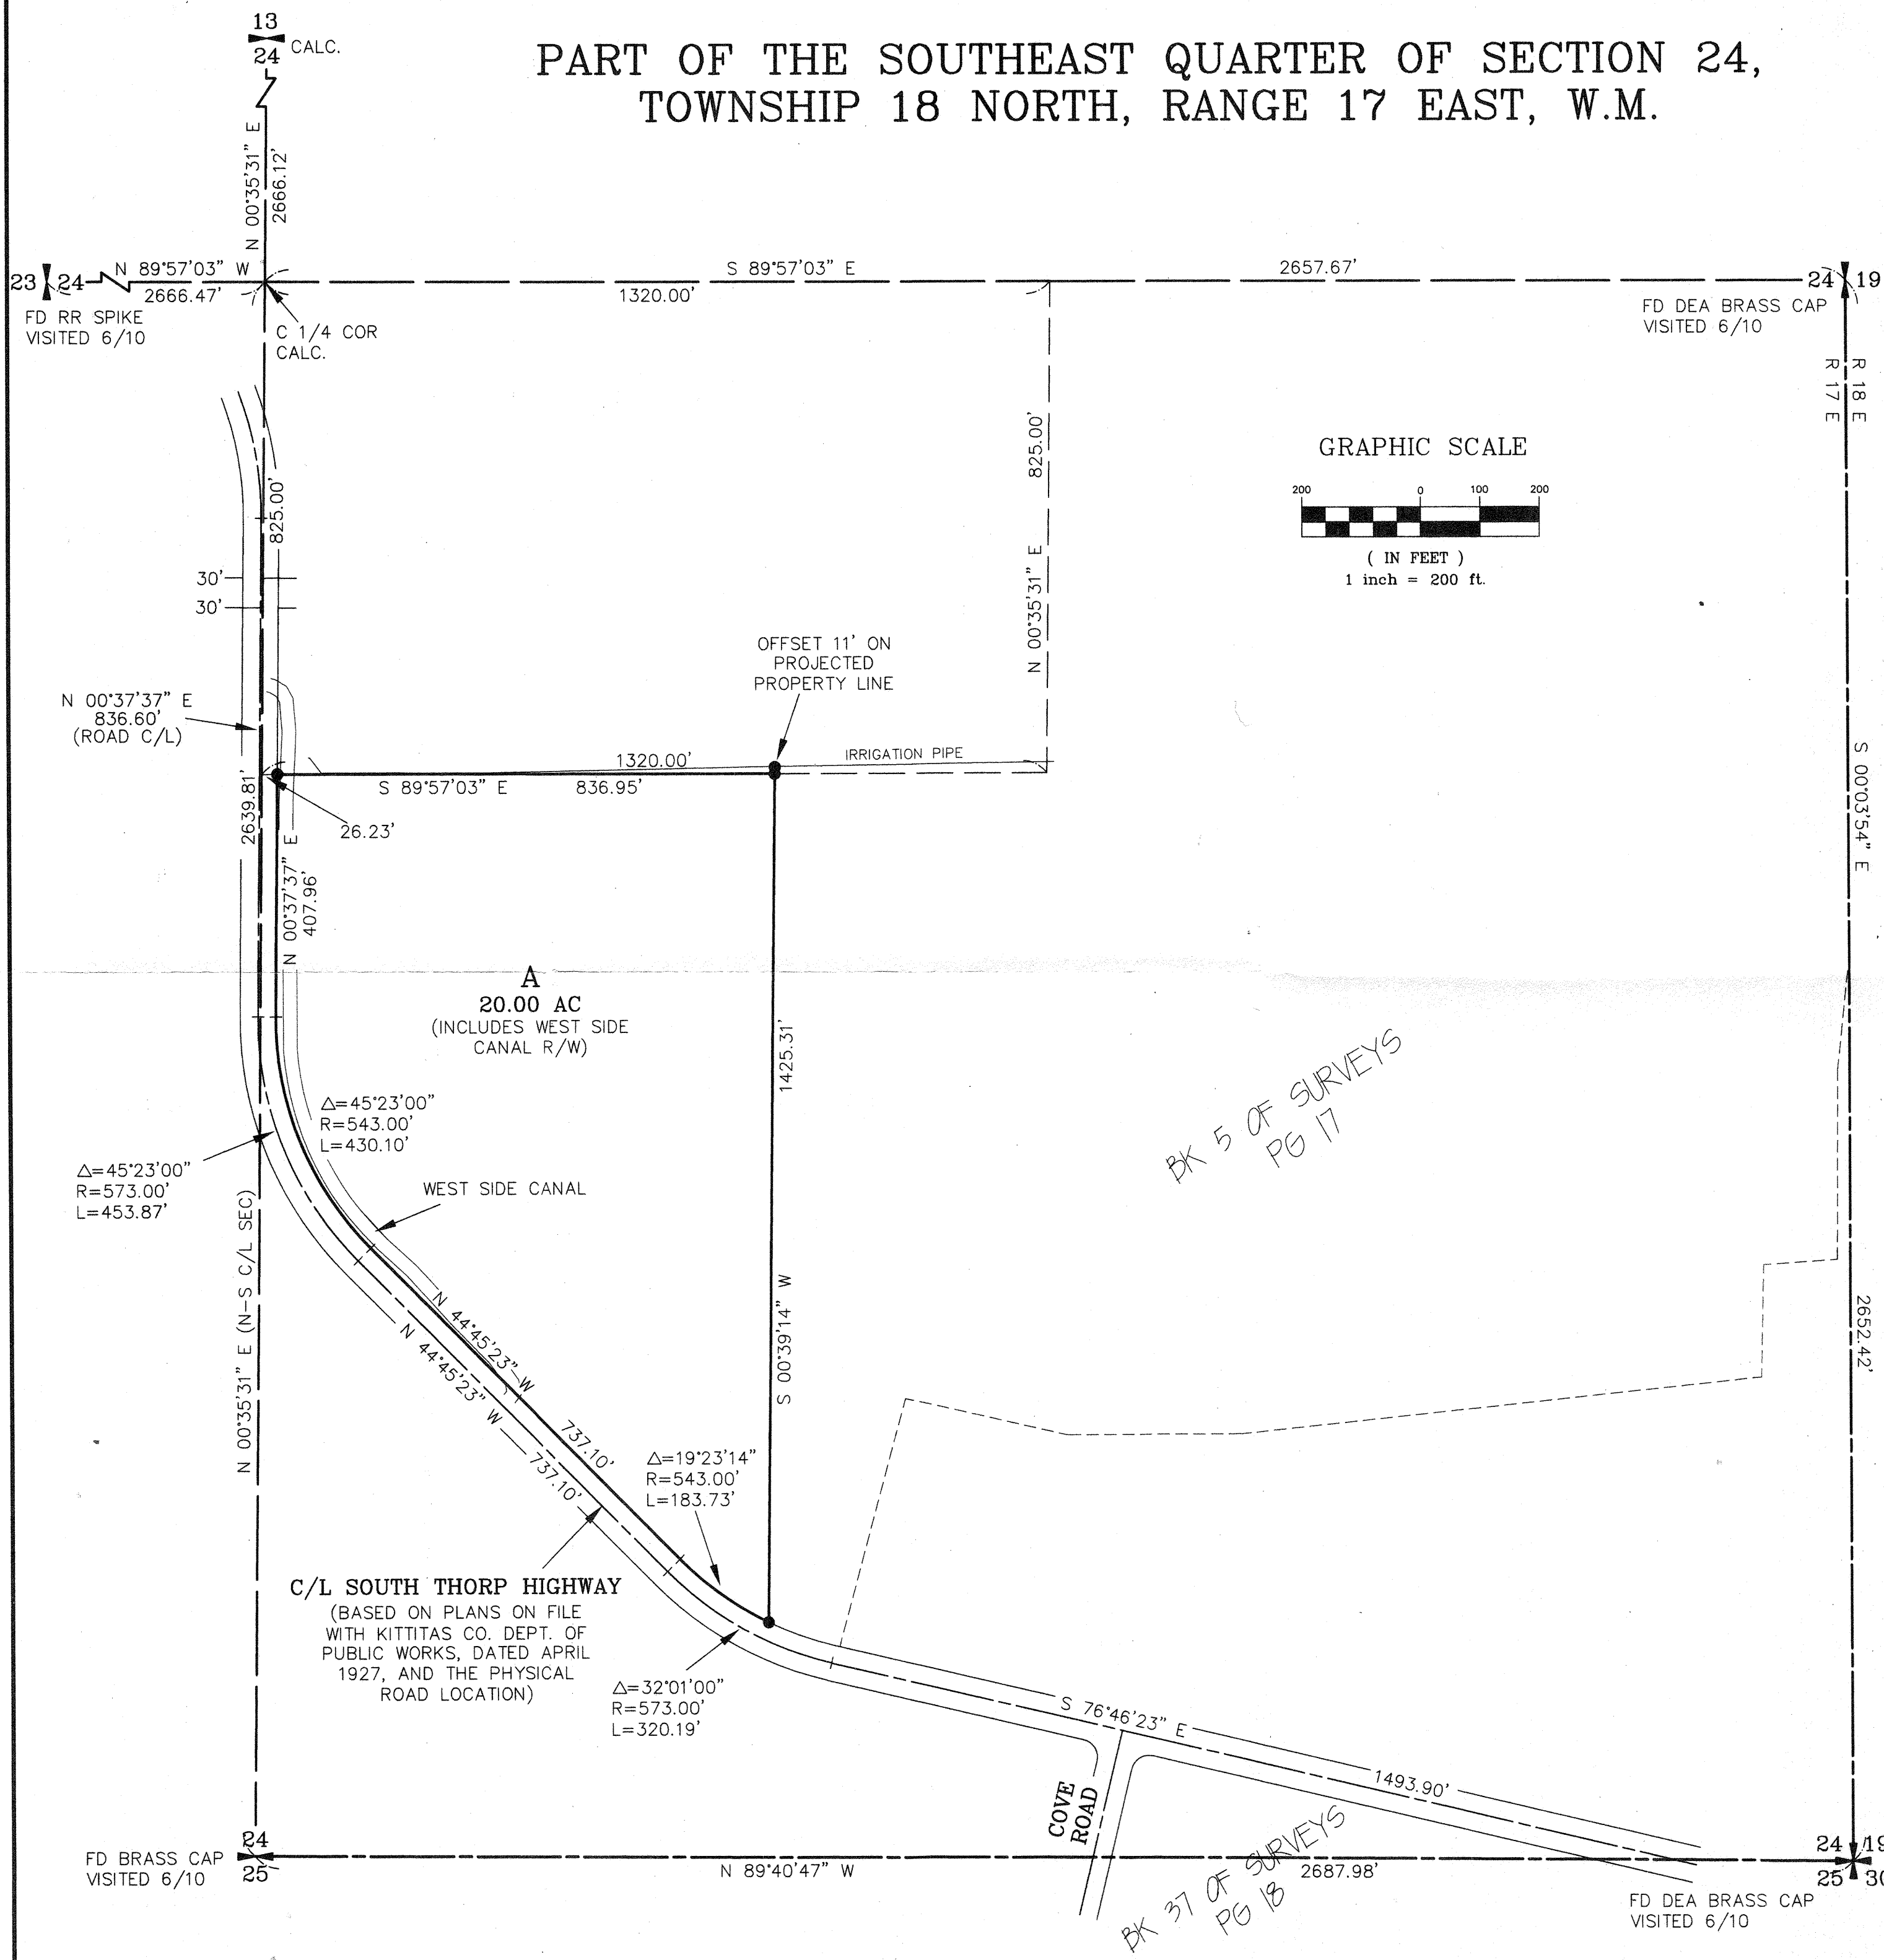 PART OF THE SOUTHEAST QUARTER OF SECTION 24,
TOWNSHIP 18 NORTH, RANGE 17 EAST, W.M.
13
24
CALC.
N 00°35'31" E
2666.12'
23 24
N 89°57'03" W
2666.47'
FD RR SPIKE
VISITED 6/10
C 1/4 COR
CALC.
S 89°57'03" E
1320.00'
2657.67'
24 19
FD DEA BRASS CAP
VISITED 6/10
R 17 E
R 18 E
825.00'
825.00'
N 00°35'31" E
GRAPHIC SCALE
200 0 100 200
( IN FEET )
1 inch = 200 ft.
30'
30'
OFFSET 11' ON
PROJECTED
PROPERTY LINE
N 00°37'37" E
836.60'
(ROAD C/L)
1320.00'
IRRIGATION PIPE
S 89°57'03" E
836.95'
26.23'
2639.81'
N 00°37'37" E
407.96'
S 00°03'54" E
A
20.00 AC
(INCLUDES WEST SIDE
CANAL R/W)
1425.31'
S 00°39'14" W
BK 5 OF SURVEYS
PG 17
△=45°23'00"
R=543.00'
L=430.10'
△=45°23'00"
R=573.00'
L=453.87'
WEST SIDE CANAL
N 00°35'31" E (N-S C/L SEC)
N 44°45'23" W
737.10'
N 44°45'23" W
737.10'
2652.42'
△=19°23'14"
R=543.00'
L=183.73'
C/L SOUTH THORP HIGHWAY
(BASED ON PLANS ON FILE
WITH KITTITAS CO. DEPT. OF
PUBLIC WORKS, DATED APRIL
1927, AND THE PHYSICAL
ROAD LOCATION)
△=32°01'00"
R=573.00'
L=320.19'
S 76°46'23" E
1493.90'
COVE
ROAD
24
25
FD BRASS CAP
VISITED 6/10
N 89°40'47" W
2687.98'
BK 37 OF SURVEYS
PG 18
24 19
25 30
FD DEA BRASS CAP
VISITED 6/10